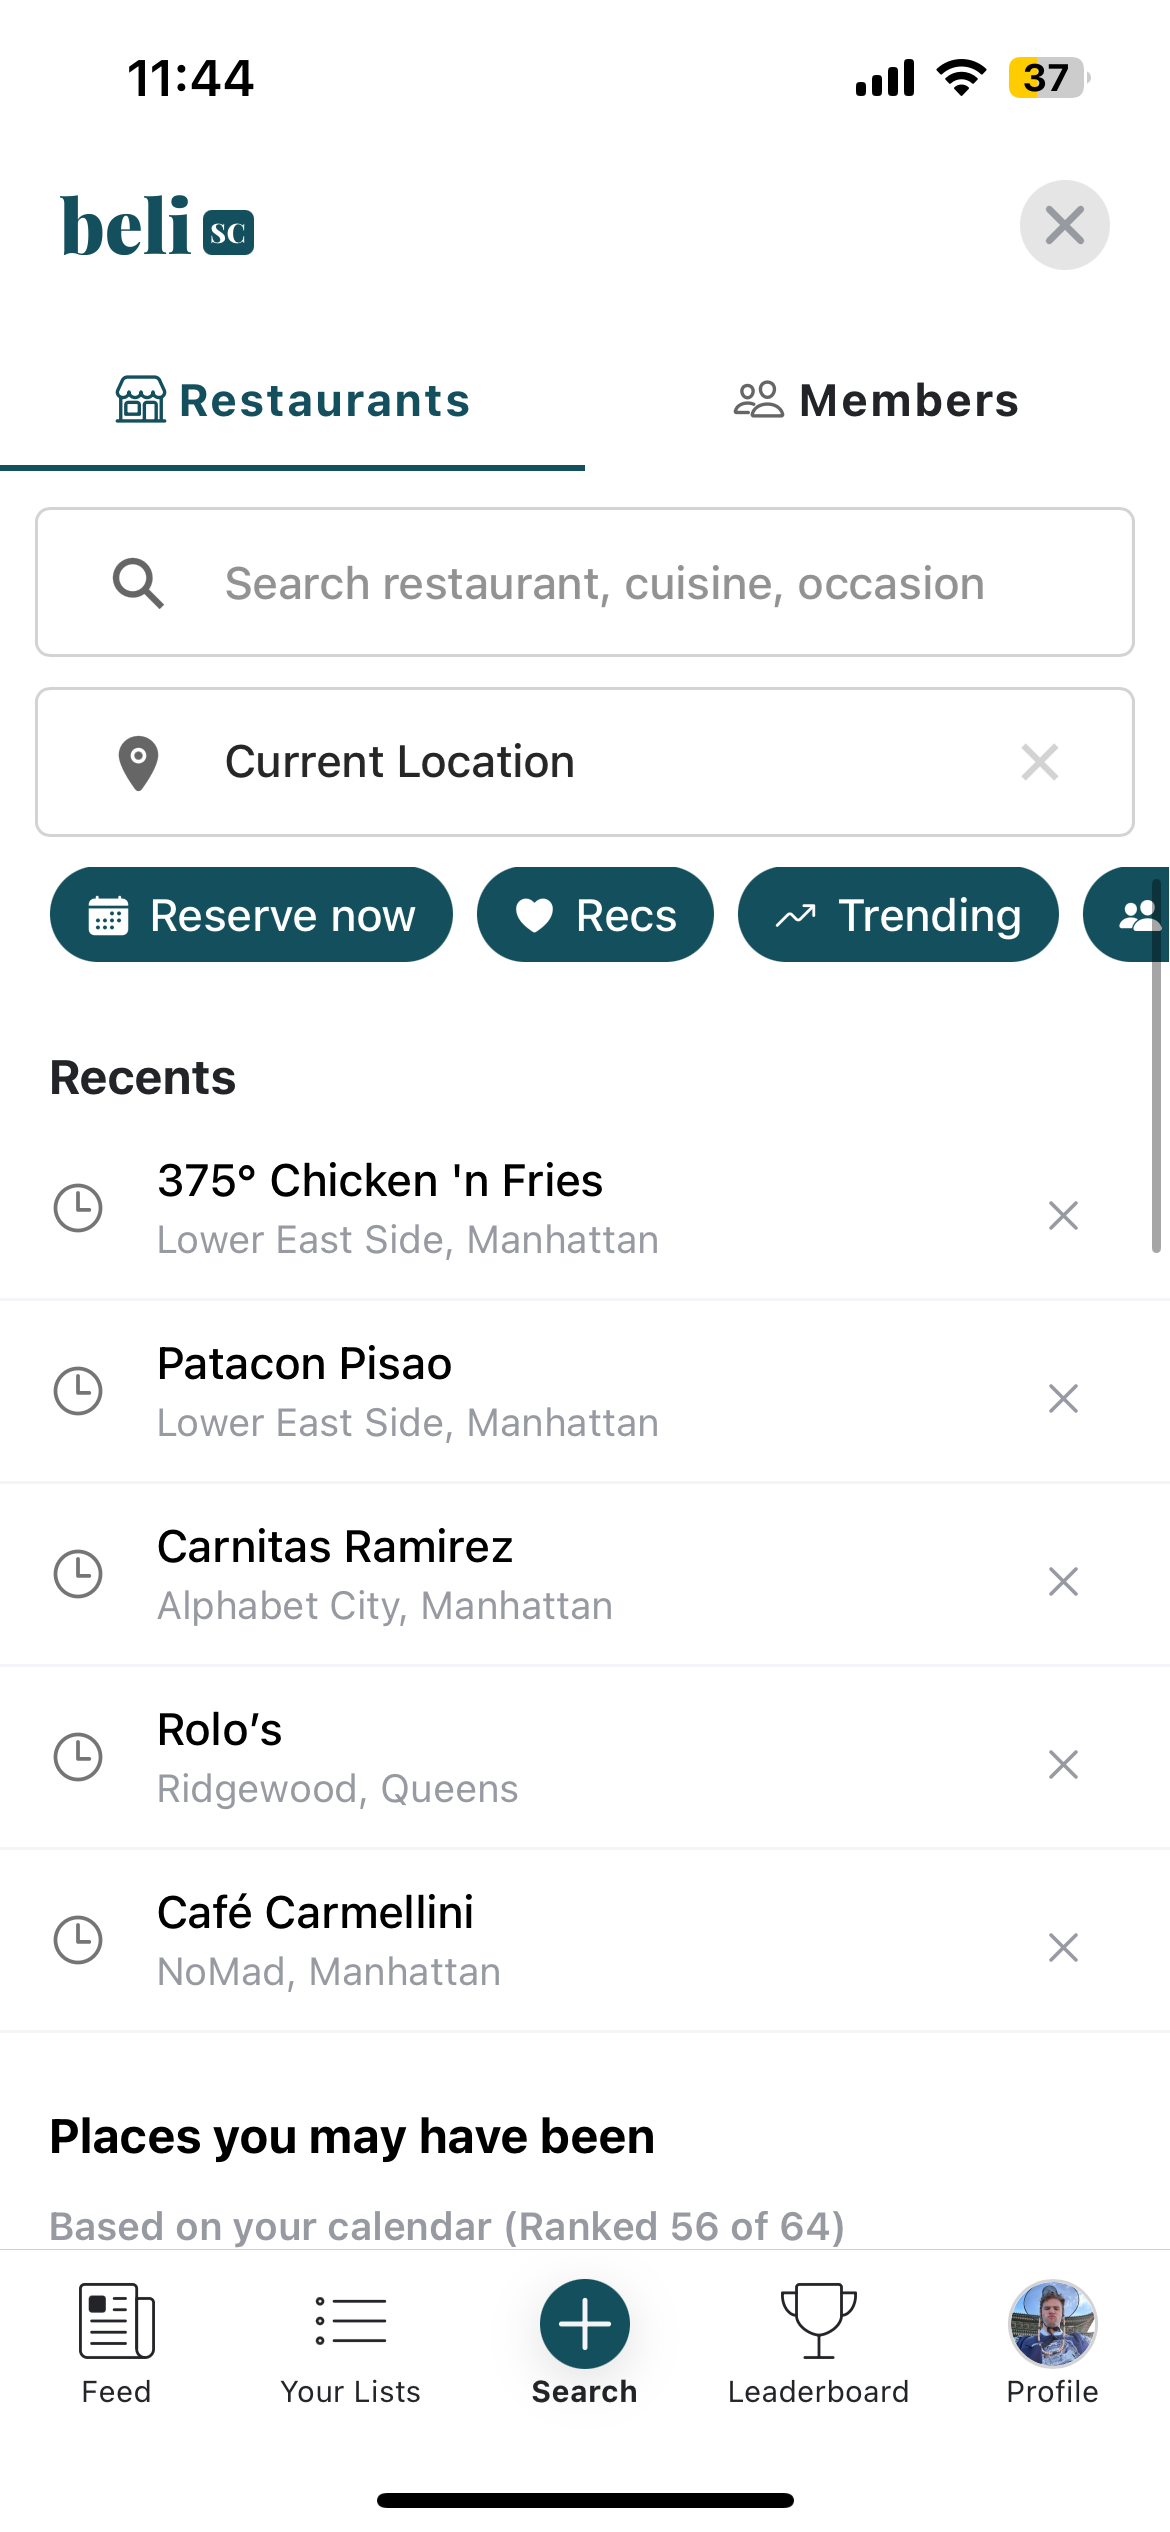 11:44
37
beli SC
Restaurants
Members
Search restaurant, cuisine, occasion
Current Location
Reserve now
Recs
Trending
Recents
375° Chicken 'n Fries
Lower East Side, Manhattan
Patacon Pisao
Lower East Side, Manhattan
Carnitas Ramirez
Alphabet City, Manhattan
Rolo’s
Ridgewood, Queens
Café Carmellini
NoMad, Manhattan
Places you may have been
Based on your calendar (Ranked 56 of 64)
Feed
Your Lists
Search
Leaderboard
Profile